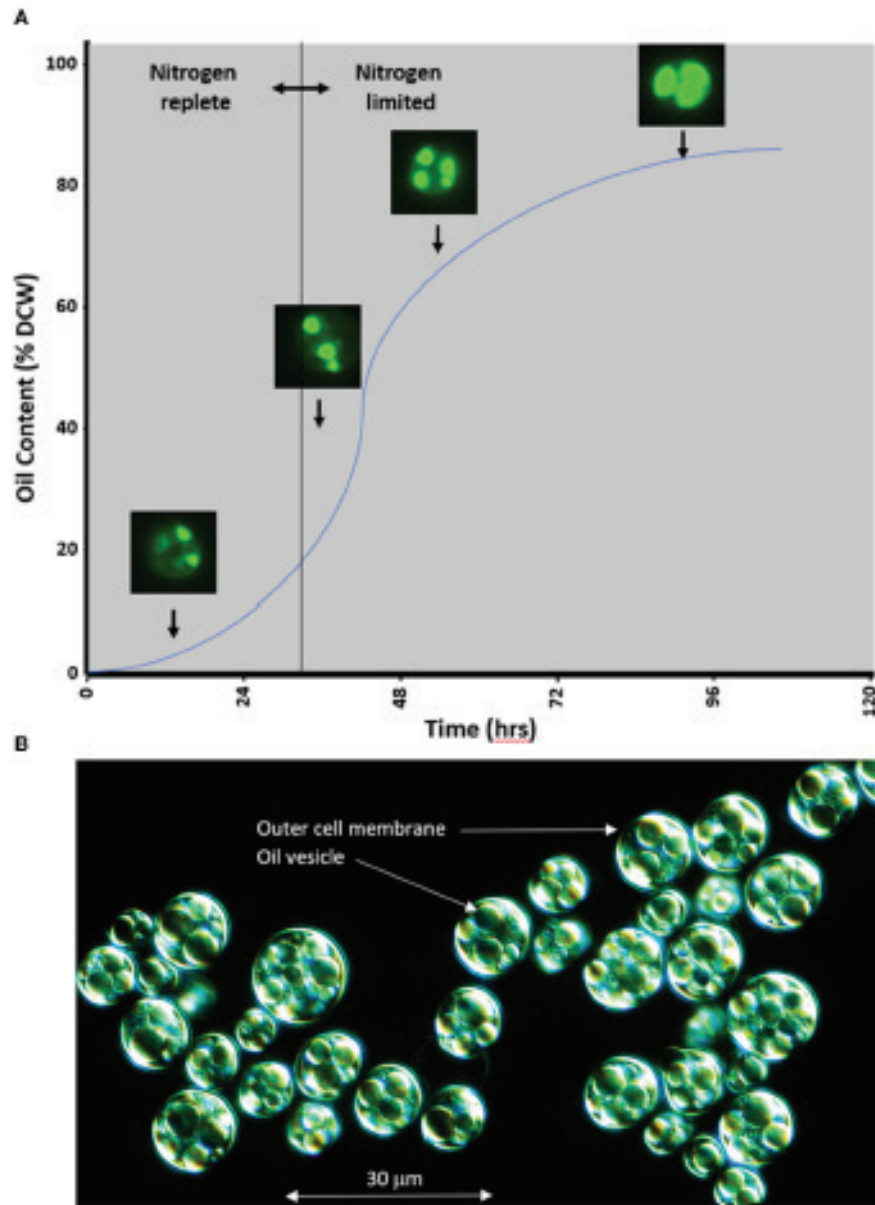 A
Nitrogen
replete
Nitrogen
limited
100
80
60
40
20
0
Oil Content (% DCW)
0
24
48
72
96
120
Time (hrs)
B
Outer cell membrane
Oil vesicle
30 μm